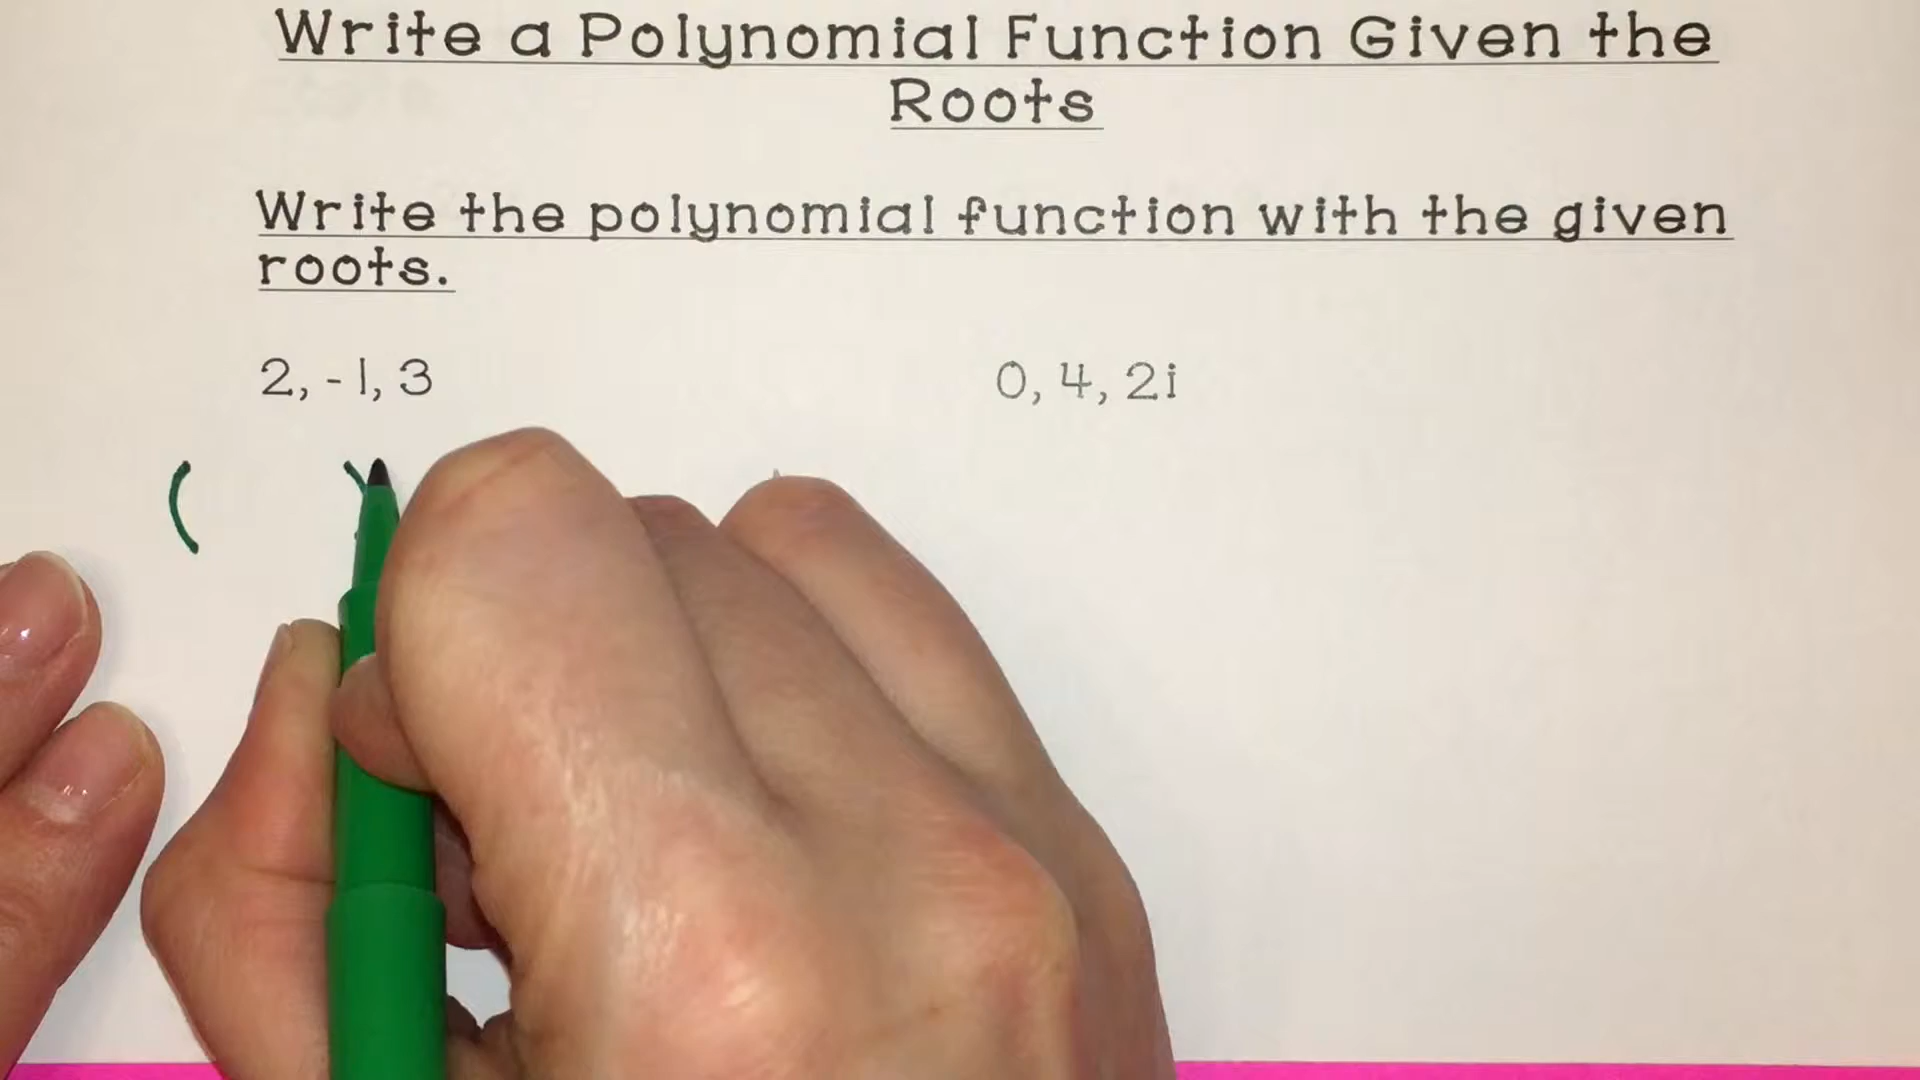 Write a Polynomial Function Given the
Roots
Write the polynomial function with the given
roots.
2, -1, 3
0, 4, 2i
( )